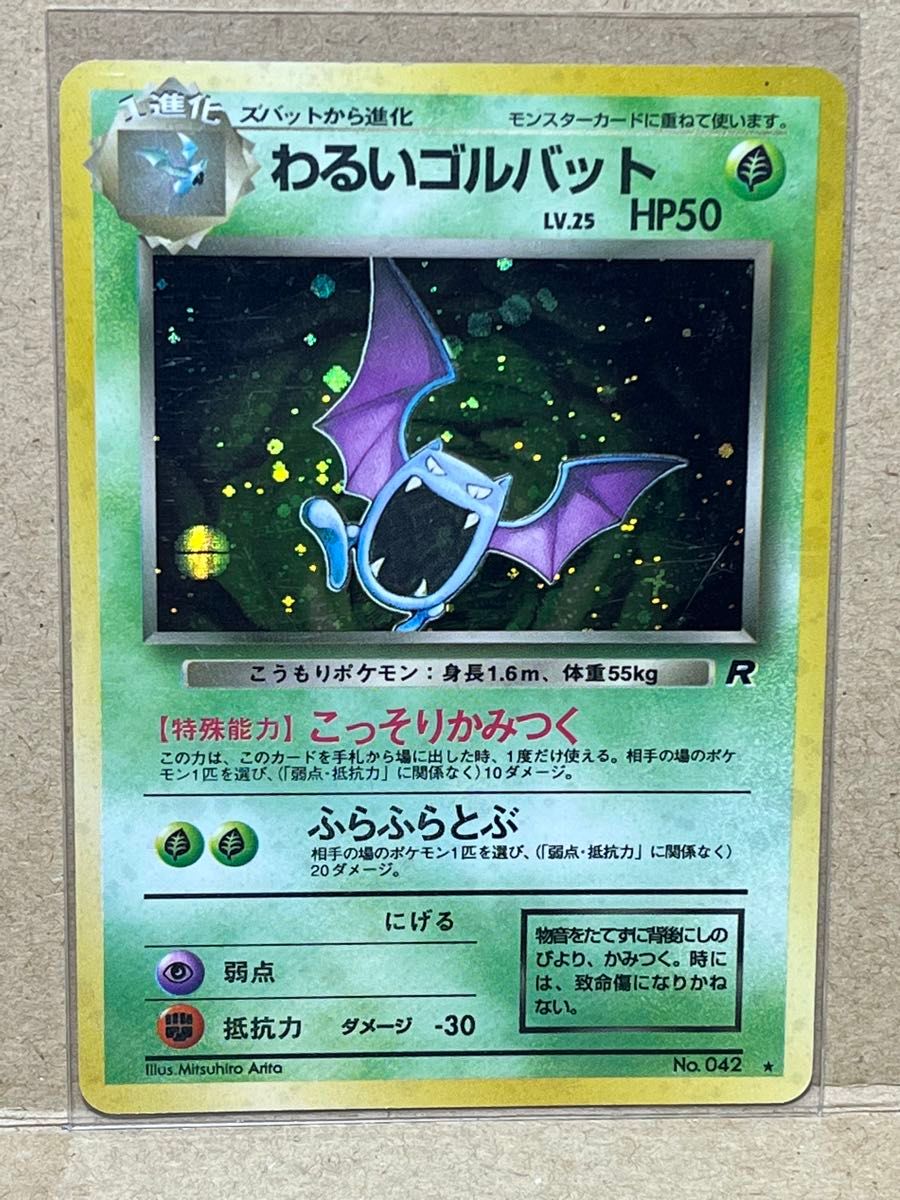 1進化
ズバットから進化 モンスターカードに重ねて使います。
わるいゴルバット
LV.25 HP50
こうもりポケモン:身長1.6m、体重55kg R
【特殊能力】こっそりかみつく
この力は、このカードを手札から場に出した時、1度だけ使える。相手の場のポケ
モン1匹を選び、(「弱点・抵抗力」に関係なく)10ダメージ。
ふらふらとぶ
相手の場のポケモン1匹を選び、(「弱点・抵抗力」に関係なく)
20ダメージ。
にげる
弱点
抵抗力 ダメージ -30
物音をたてずに背後にしの
びより、かみつく。時に
は、致命傷になりかね
ない。
Illus.Mitsuhiro Arita No. 042 ★